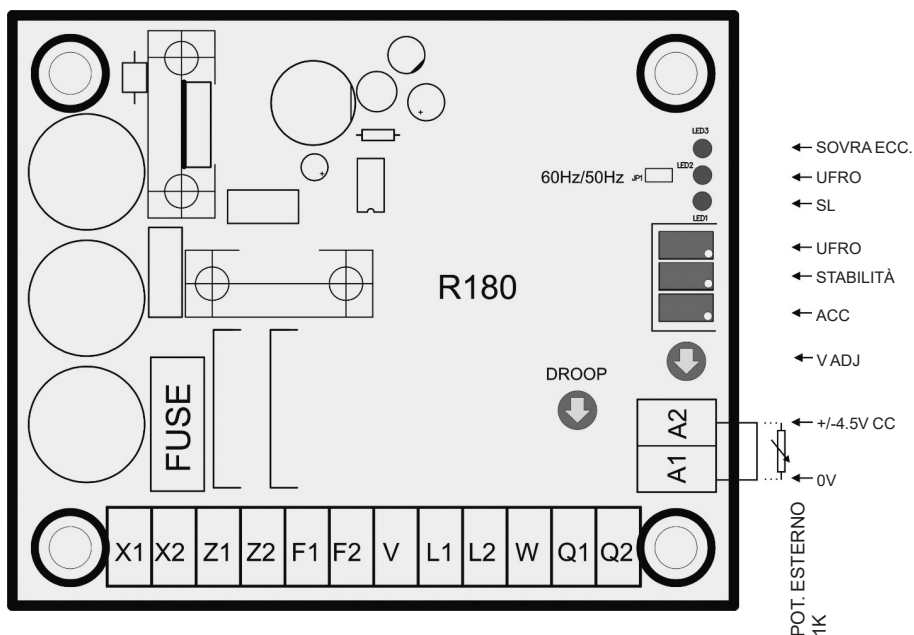 LED3
SOVRA ECC.
60Hz/50Hz
JP1
LED2
UFRO
SL
LED1
UFRO
STABILITÀ
R180
ACC
V ADJ
DROOP
FUSE
A2
+/-4.5V CC
A1
0V
X1 X2 Z1 Z2 F1 F2 V L1 L2 W Q1 Q2
POT. ESTERNO
1K